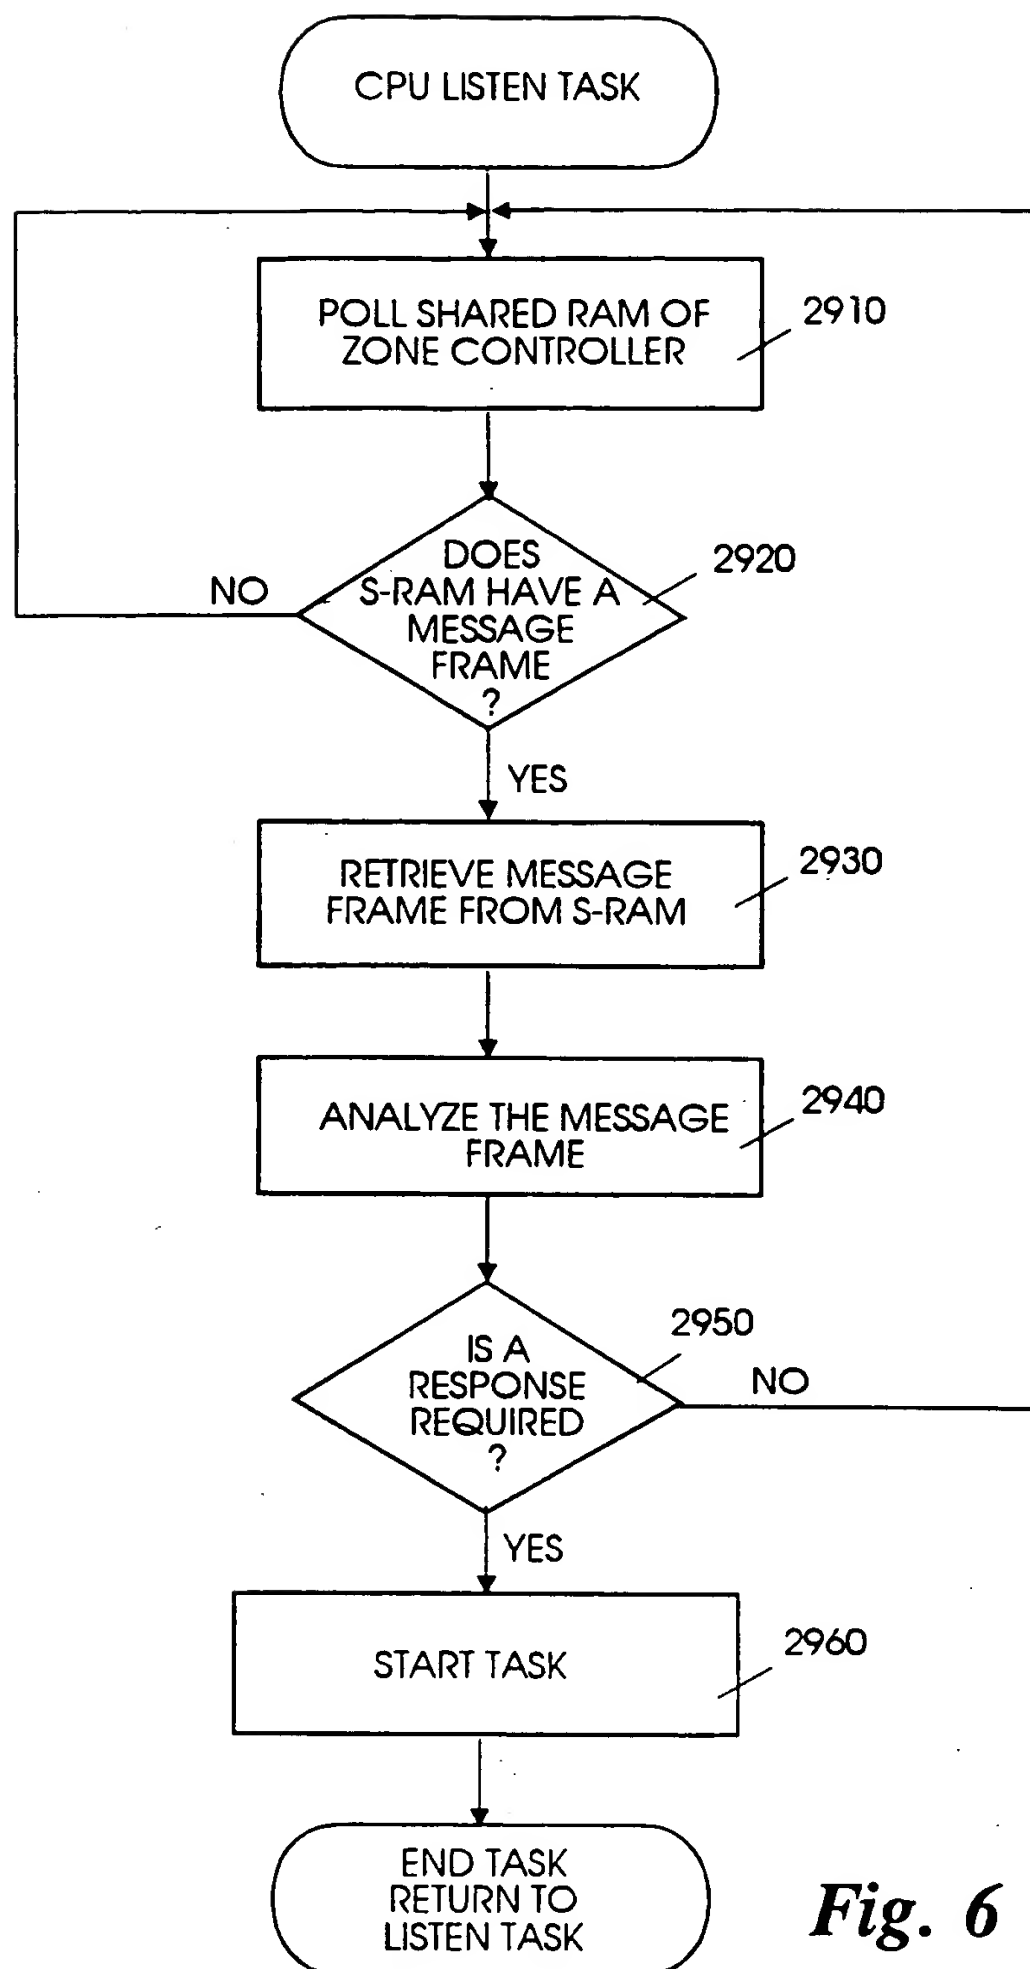 CPU LISTEN TASK
POLL SHARED RAM OF
ZONE CONTROLLER
2910
DOES
S-RAM HAVE A
MESSAGE
FRAME
?
2920
NO
YES
RETRIEVE MESSAGE
FRAME FROM S-RAM
2930
ANALYZE THE MESSAGE
FRAME
2940
IS A
RESPONSE
REQUIRED
?
2950
NO
YES
START TASK
2960
END TASK
RETURN TO
LISTEN TASK
Fig. 6